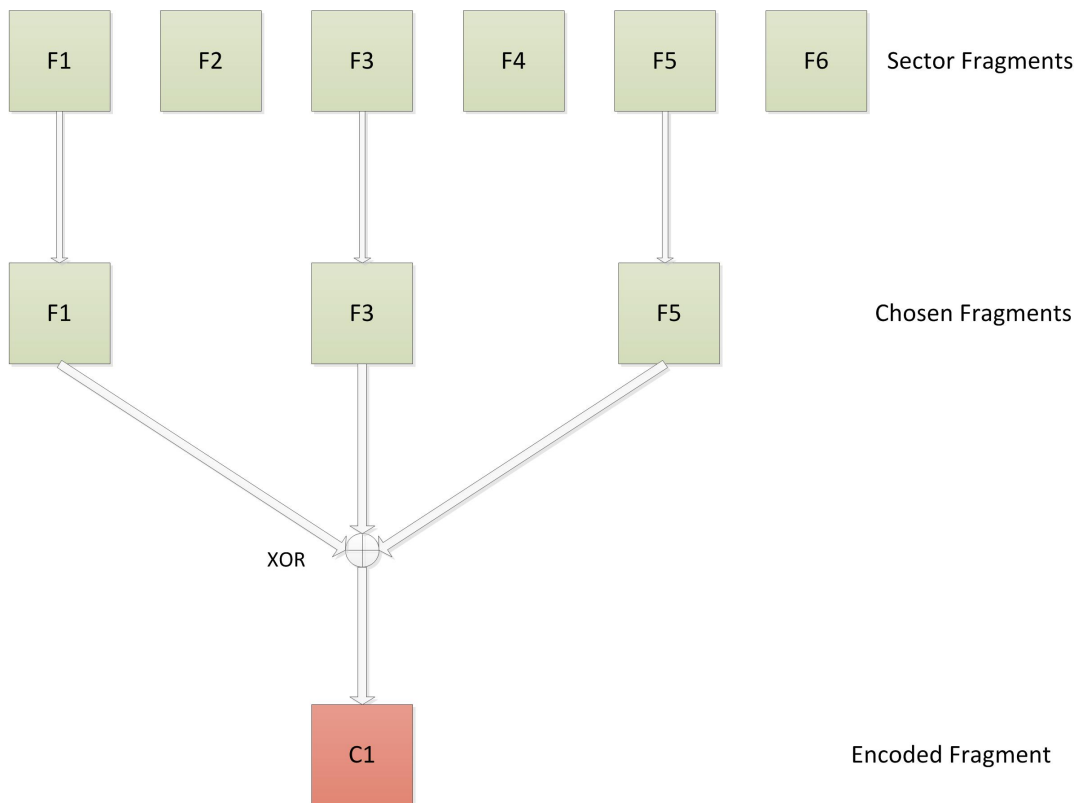 F1 F2 F3 F4 F5 F6 Sector Fragments
F1 F3 F5 Chosen Fragments
XOR
C1 Encoded Fragment